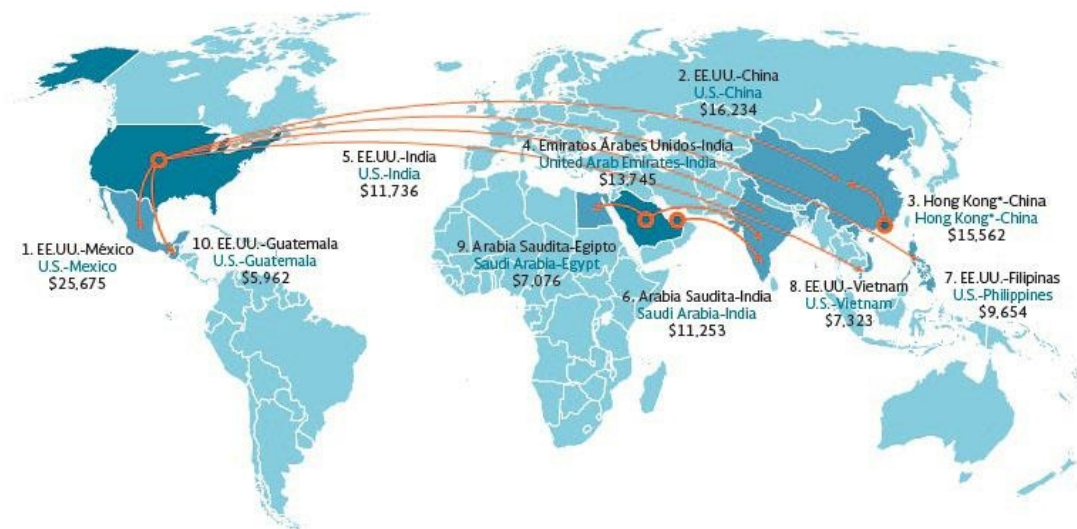 2. EE.UU.-China
U.S.-China
$16,234
4. Emiratos Árabes Unidos-India
United Arab Emirates-India
$13,745
5. EE.UU.-India
U.S.-India
$11,736
3. Hong Kong*-China
Hong Kong*-China
$15,562
1. EE.UU.-México
U.S.-Mexico
$25,675
10. EE.UU.-Guatemala
U.S.-Guatemala
$5,962
9. Arabia Saudita-Egipto
Saudi Arabia-Egypt
$7,076
6. Arabia Saudita-India
Saudi Arabia-India
$11,253
8. EE.UU.-Vietnam
U.S.-Vietnam
$7,323
7. EE.UU.-Filipinas
U.S.-Philippines
$9,654